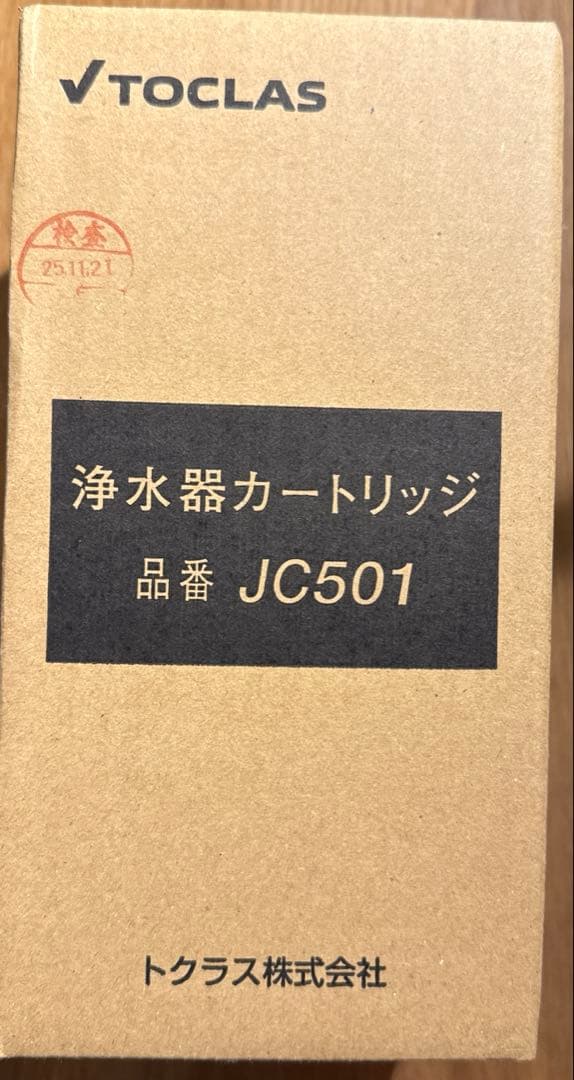 TOCLAS
検査
25.11.21
浄水器カートリッジ
品番 JC501
トクラス株式会社